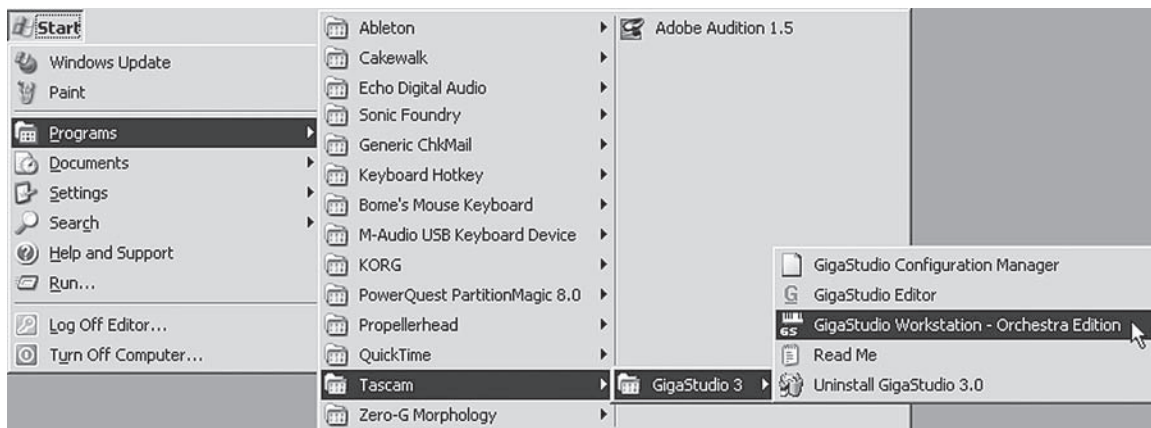 Start
Windows Update
Paint
Programs
Documents
Settings
Search
Help and Support
Run...
Log Off Editor...
Turn Off Computer...
Ableton
Cakewalk
Echo Digital Audio
Sonic Foundry
Generic ChkMail
Keyboard Hotkey
Bome's Mouse Keyboard
M-Audio USB Keyboard Device
KORG
PowerQuest PartitionMagic 8.0
Propellerhead
QuickTime
Tascam
Zero-G Morphology
Adobe Audition 1.5
GigaStudio 3
GigaStudio Configuration Manager
G GigaStudio Editor
GS GigaStudio Workstation - Orchestra Edition
Read Me
Uninstall GigaStudio 3.0